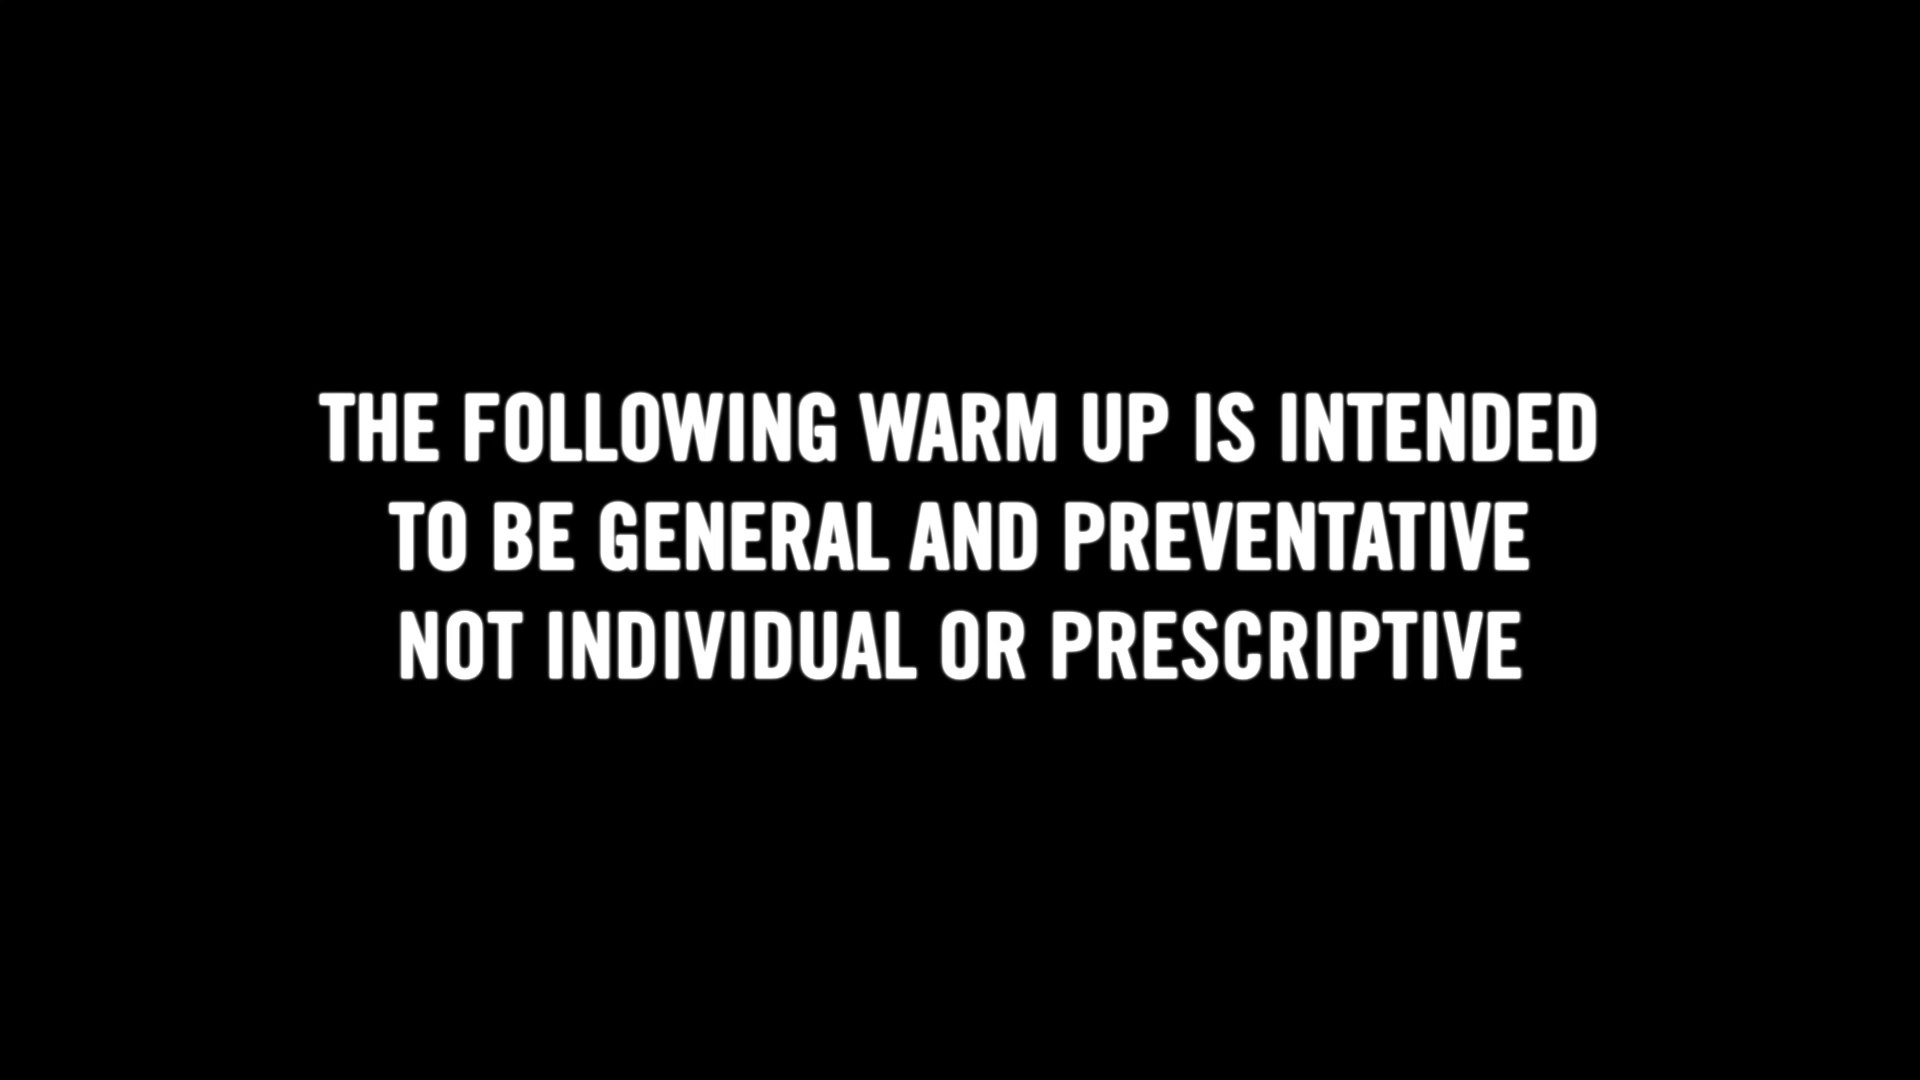 THE FOLLOWING WARM UP IS INTENDED
TO BE GENERAL AND PREVENTATIVE
NOT INDIVIDUAL OR PRESCRIPTIVE